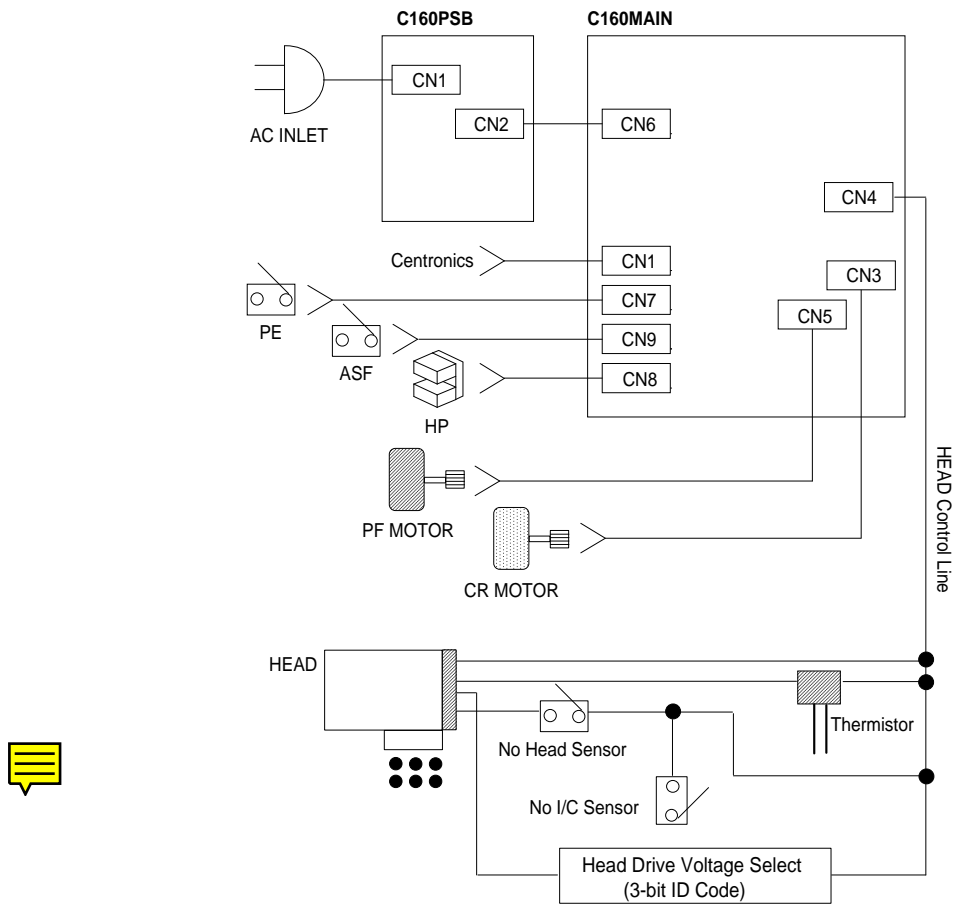 C160PSB
C160MAIN
CN1
AC INLET
CN2
CN6
CN4
Centronics
CN1
CN3
CN7
CN5
PE
CN9
ASF
CN8
HP
HEAD Control Line
PF MOTOR
CR MOTOR
HEAD
Thermistor
No Head Sensor
No I/C Sensor
Head Drive Voltage Select
(3-bit ID Code)